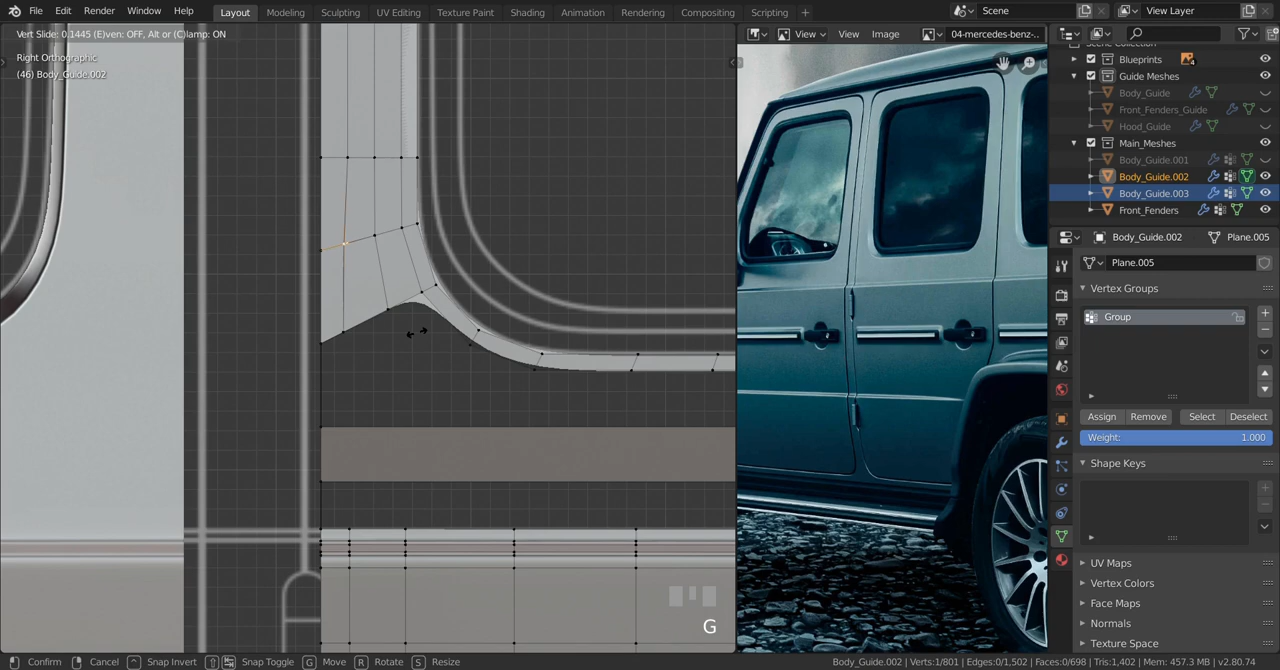 File Edit Render Window Help Layout Modeling Sculpting UV Editing Texture Paint Shading Animation Rendering Compositing Scripting + Scene View Layer
Vert Slide: 0.1445 (E)ven: OFF, Alt or (C)lamp: ON
View View Image 04-mercedes-benz-..
Right Orthographic
(46) Body_Guide.002
Scene Collection
Blueprints 4
Guide Meshes
Body_Guide
Front_Fenders_Guide
Hood_Guide
Main_Meshes
Body_Guide.001
Body_Guide.002
Body_Guide.003
Front_Fenders
Body_Guide.002 Plane.005
Plane.005
Vertex Groups
Group
Assign Remove Select Deselect
Weight: 1.000
Shape Keys
UV Maps
Vertex Colors
Face Maps
Normals
Texture Space
G
Confirm Cancel Snap Invert Snap Toggle G Move R Rotate S Resize
Body_Guide.002 | Verts:1/801 | Edges:0/1,502 | Faces:0/698 | Tris:1,402 | Mem: 457.3 MB | v2.80.74